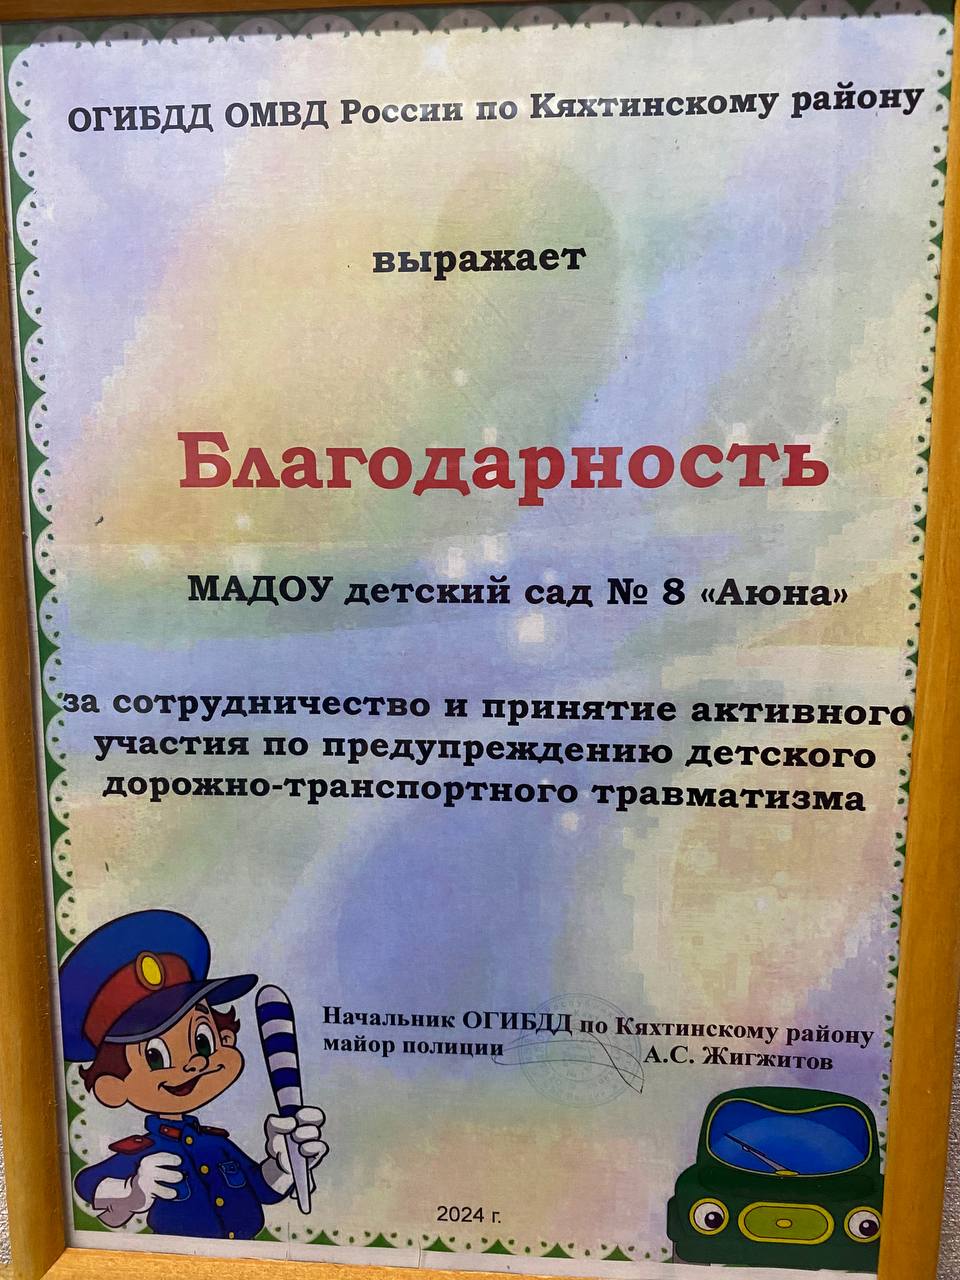 ОГИБДД ОМВД России по Кяхтинскому району
выражает
Благодарность
МАДОУ детский сад № 8 «Аюна»
за сотрудничество и принятие активного
участия по предупреждению детского
дорожно-транспортного травматизма
Начальник ОГИБДД по Кяхтинскому району
майор полиции А.С. Жигжитов
2024 г.